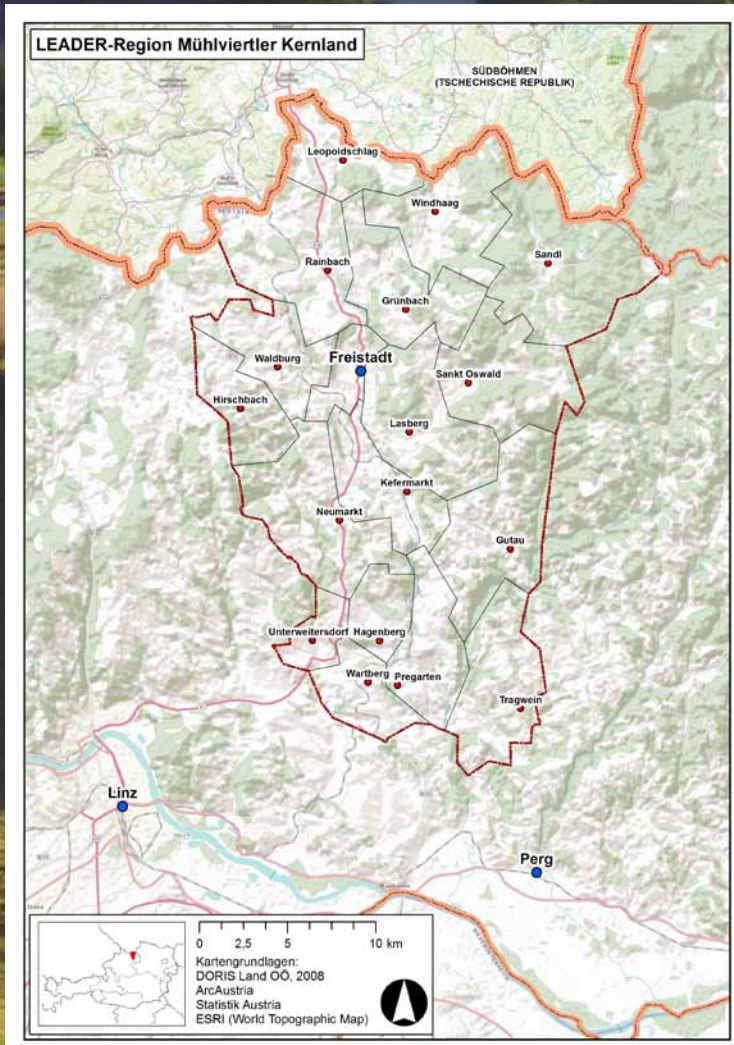 LEADER-Region Mühlviertler Kernland
SÜDBÖHMEN
(TSCHECHISCHE REPUBLIK)
Leopoldschlag
Windhaag
Sandl
Rainbach
Grünbach
Waldburg
Freistadt
Sankt Oswald
Hirschbach
Lasberg
Kefermarkt
Neumarkt
Gutau
Unterweitersdorf
Hagenberg
Wartberg
Pregarten
Tragwein
Linz
Perg
0 2,5 5 10 km
Kartengrundlagen:
DORIS Land OÖ, 2008
ArcAustria
Statistik Austria
ESRI (World Topographic Map)